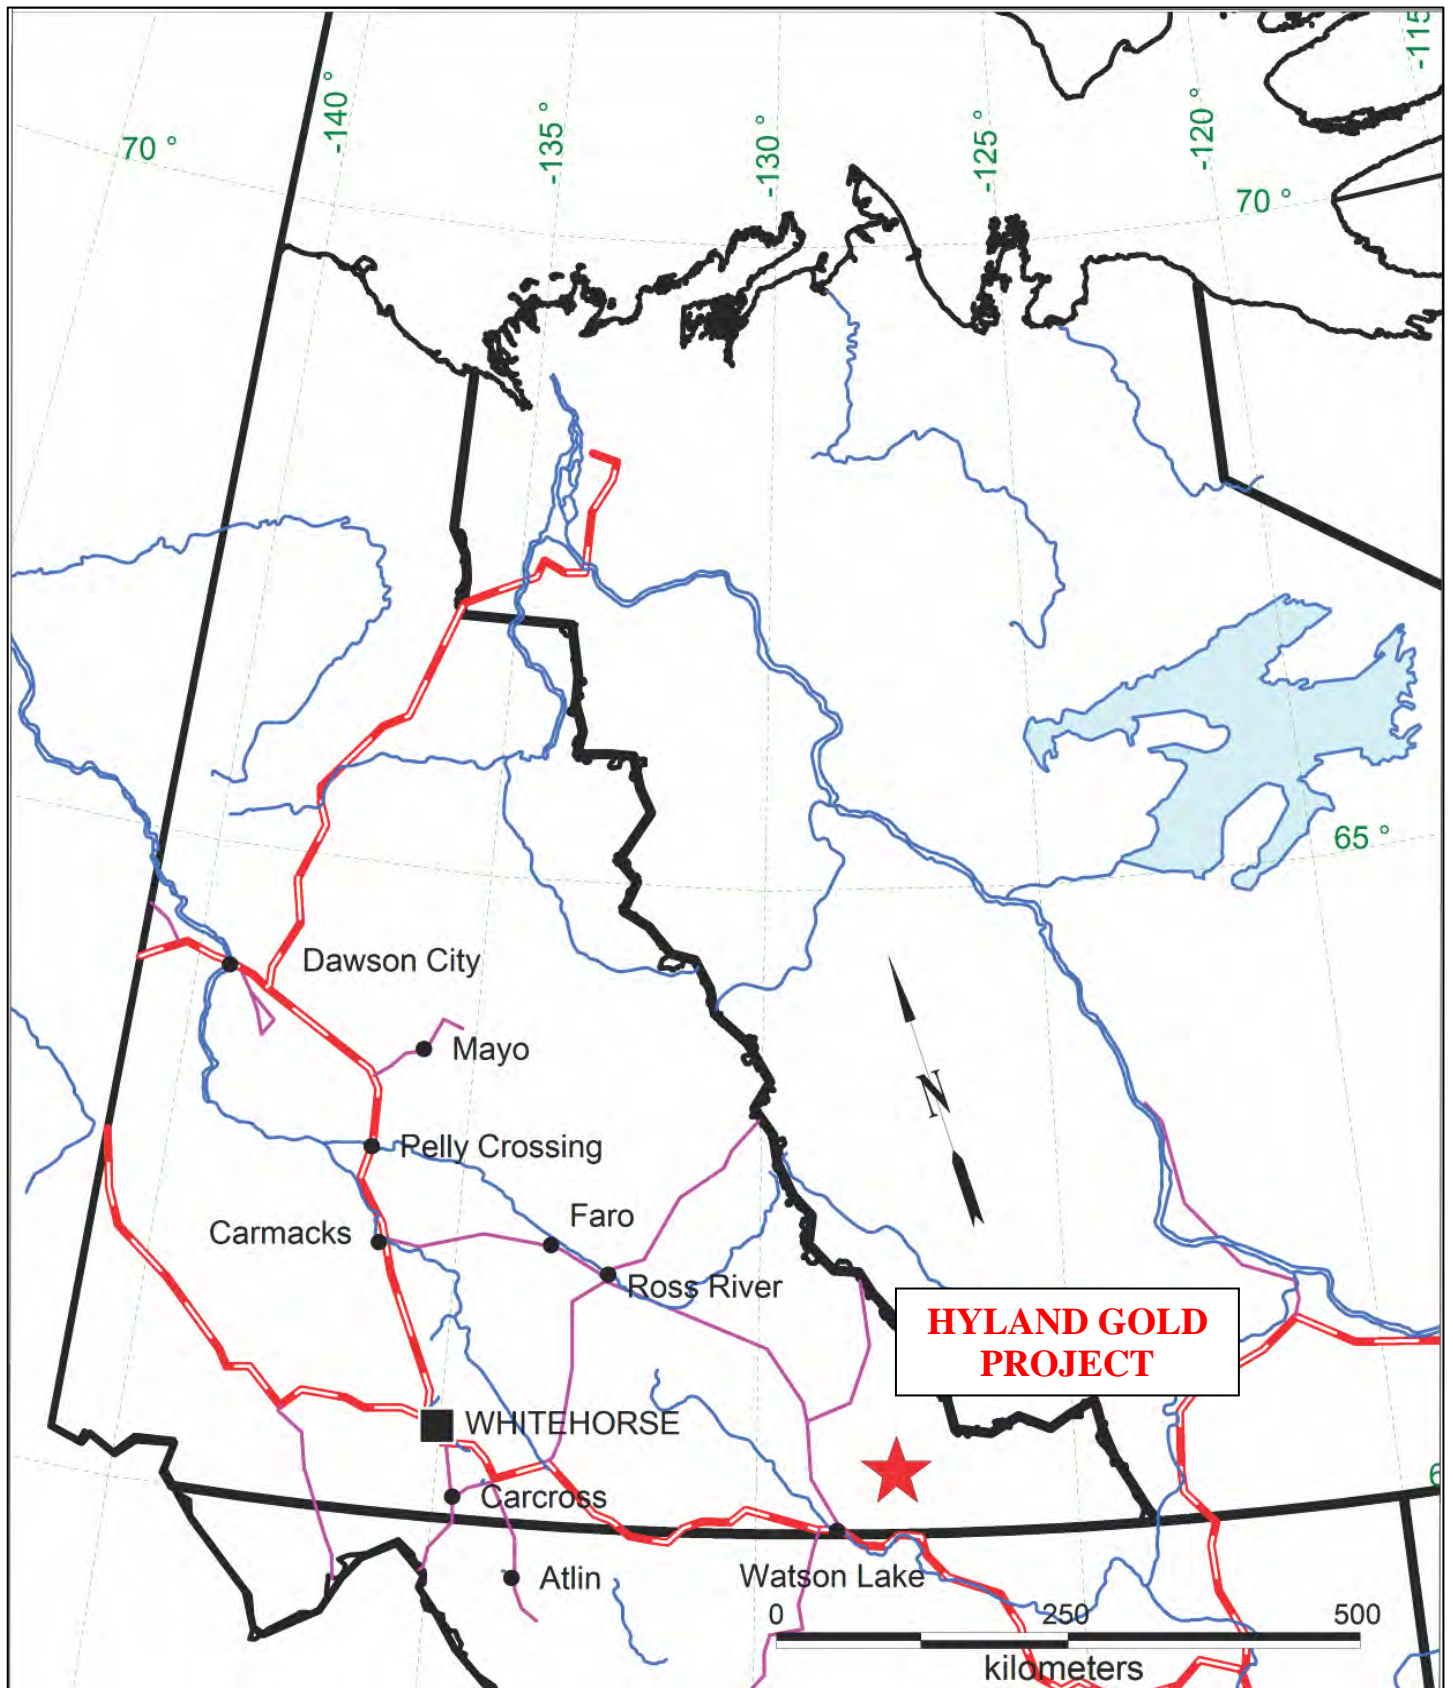 -140 °
-135 °
-130 °
-125 °
-120 °
-115
70 °
70 °
65 °
Dawson City
Mayo
N
Pelly Crossing
Carmacks
Faro
Ross River
HYLAND GOLD
PROJECT
WHITEHORSE
6
Carcross
Atlin
Watson Lake
0 250 500
kilometers